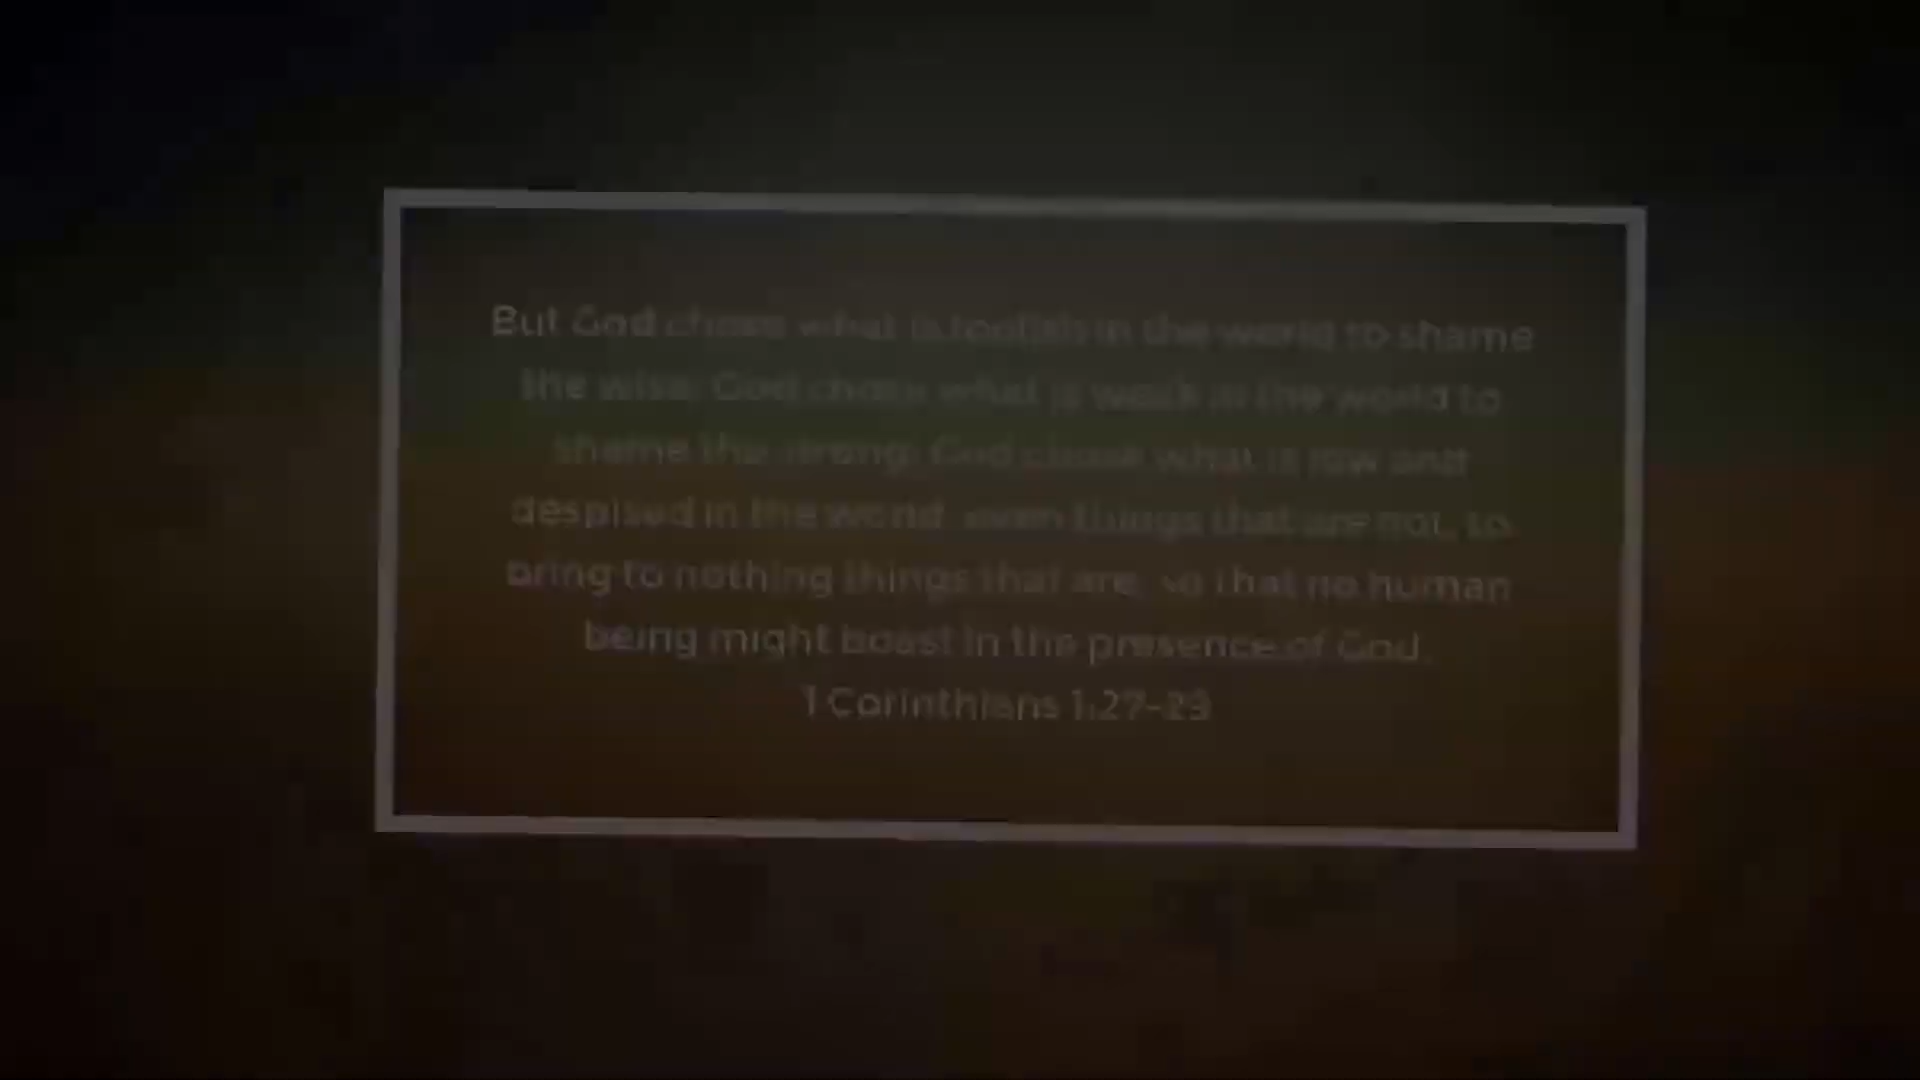 But God chose what is foolish in the world to shame
the wise; God chose what is weak in the world to
shame the strong; God chose what is low and
despised in the world, even things that are not, to
bring to nothing things that are, so that no human
being might boast in the presence of God.
1 Corinthians 1:27-29